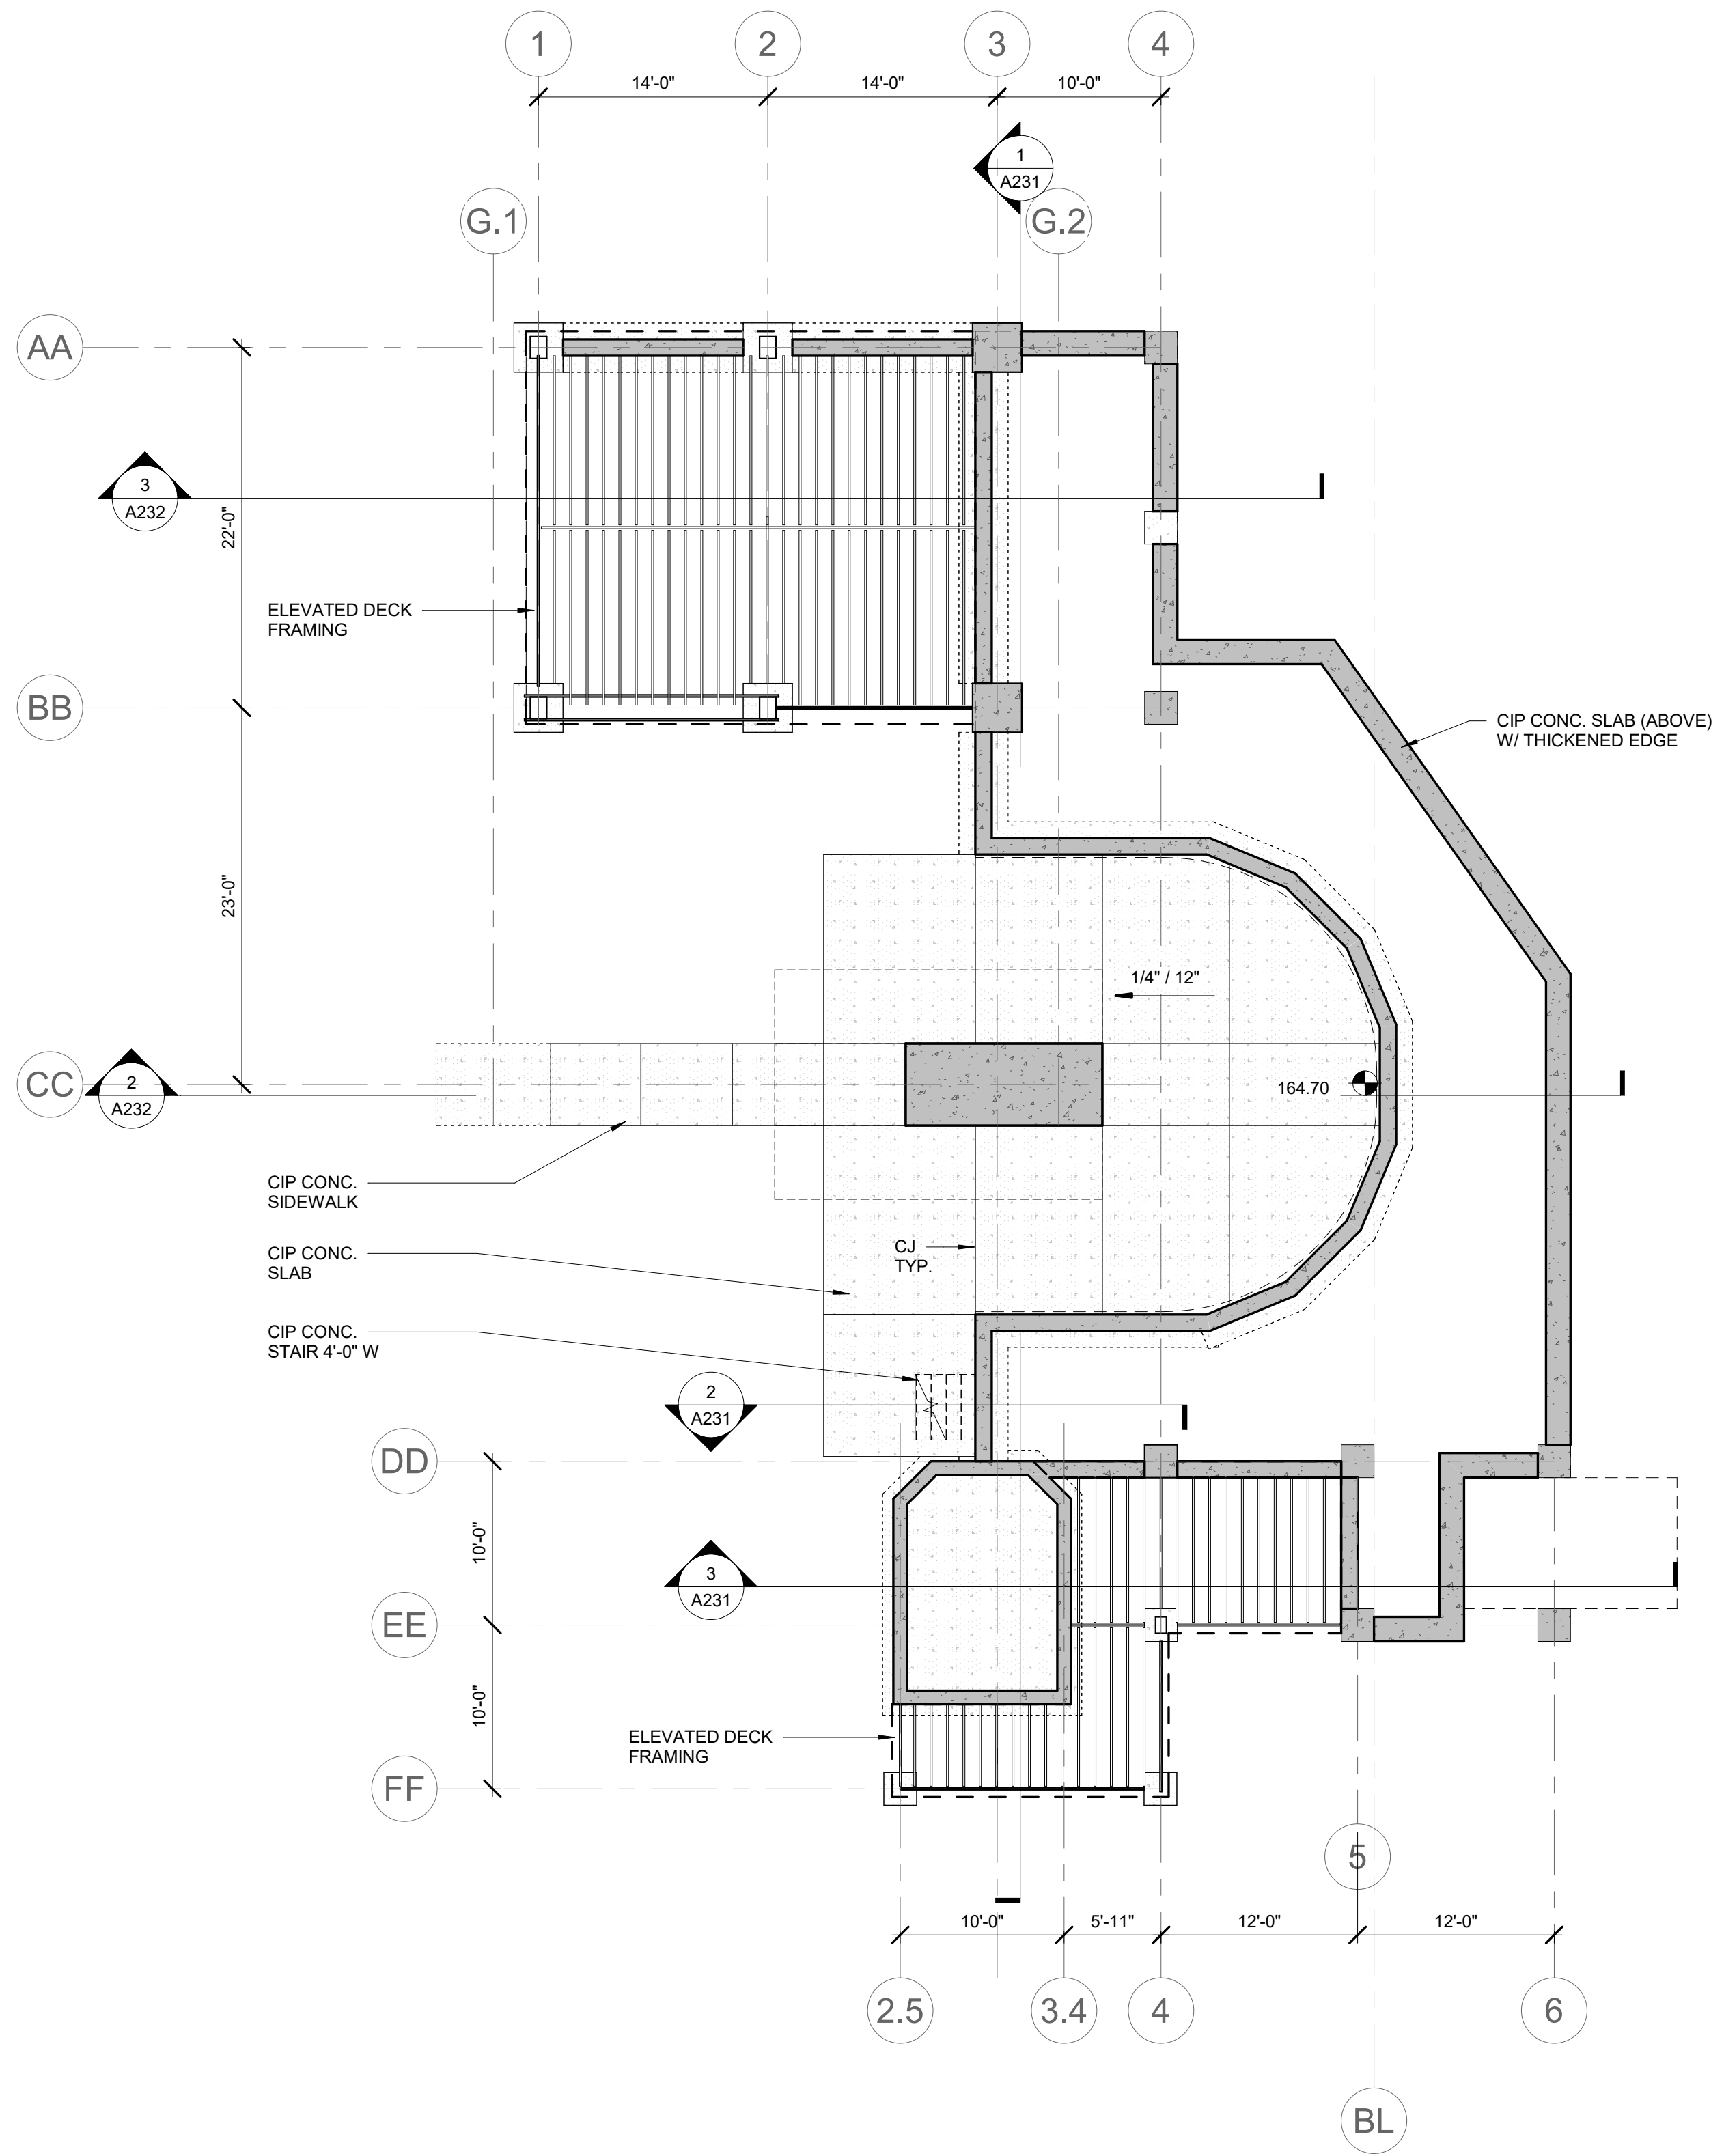 1
2
3
4
14'-0"
14'-0"
10'-0"
1
A231
G.1
G.2
AA
3
A232
22'-0"
ELEVATED DECK
FRAMING
BB
CIP CONC. SLAB (ABOVE)
W/ THICKENED EDGE
23'-0"
1/4" / 12"
CC
2
A232
164.70
CIP CONC.
SIDEWALK
CJ
TYP.
CIP CONC.
SLAB
CIP CONC.
STAIR 4'-0" W
2
A231
DD
10'-0"
3
A231
EE
10'-0"
ELEVATED DECK
FRAMING
FF
5
10'-0"
5'-11"
12'-0"
12'-0"
2.5
3.4
4
6
BL